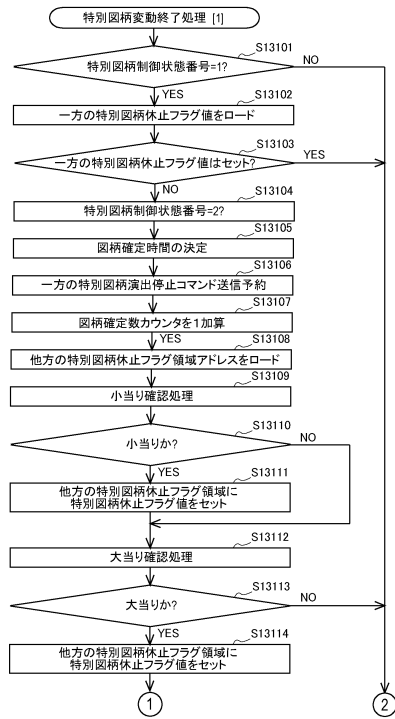 特別図柄変動終了処理 [1]
S13101
特別図柄制御状態番号=1?
NO
YES
S13102
一方の特別図柄休止フラグ値をロード
S13103
一方の特別図柄休止フラグ値はセット?
YES
NO
S13104
特別図柄制御状態番号=2?
S13105
図柄確定時間の決定
S13106
一方の特別図柄演出停止コマンド送信予約
S13107
図柄確定数カウンタを1加算
YES
S13108
他方の特別図柄休止フラグ領域アドレスをロード
S13109
小当り確認処理
S13110
小当りか?
NO
YES
S13111
他方の特別図柄休止フラグ領域に
特別図柄休止フラグ値をセット
S13112
大当り確認処理
S13113
大当りか?
NO
YES
S13114
他方の特別図柄休止フラグ領域に
特別図柄休止フラグ値をセット
1
2